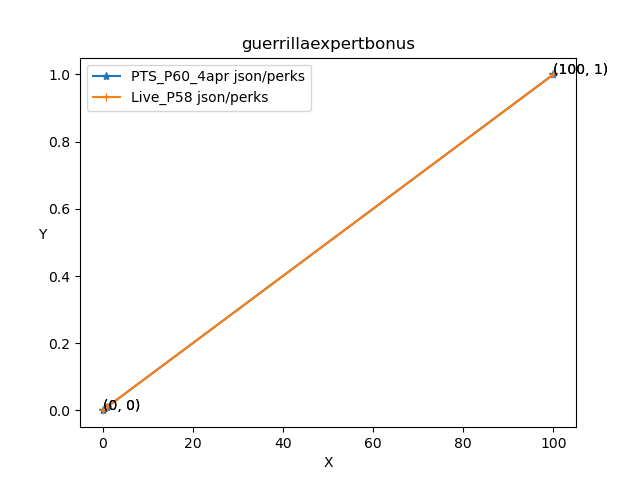 guerrillaexpertbonus
PTS_P60_4apr json/perks
Live_P58 json/perks
(100, 1)
1.0
0.8
0.6
Y
0.4
0.2
0.0
(0, 0)
0
20
40
60
80
100
X